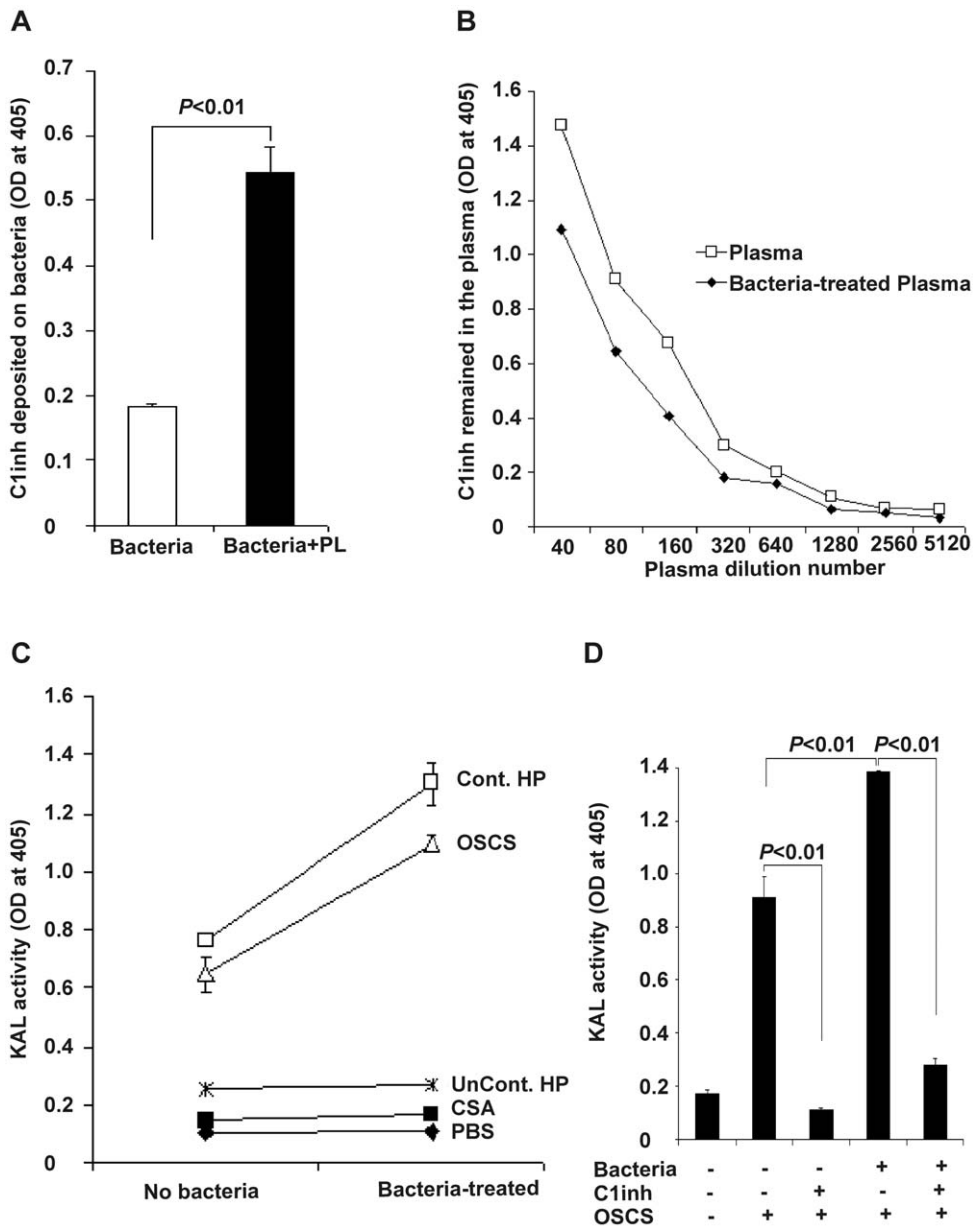 A
C1inh deposited on bacteria (OD at 405)
0.7
0.6
0.5
0.4
0.3
0.2
0.1
0
P<0.01
Bacteria
Bacteria+PL
B
C1inh remained in the plasma (OD at 405)
1.6
1.4
1.2
1.0
0.8
0.6
0.4
0.2
0
Plasma
Bacteria-treated Plasma
40 80 160 320 640 1280 2560 5120
Plasma dilution number
C
KAL activity (OD at 405)
1.6
1.4
1.2
1.0
0.8
0.6
0.4
0.2
0
Cont. HP
OSCS
UnCont. HP
CSA
PBS
No bacteria
Bacteria-treated
D
KAL activity (OD at 405)
1.4
1.2
1.0
0.8
0.6
0.4
0.2
0
P<0.01
P<0.01
P<0.01
Bacteria - - - + +
C1inh - - + - +
OSCS - + + + +